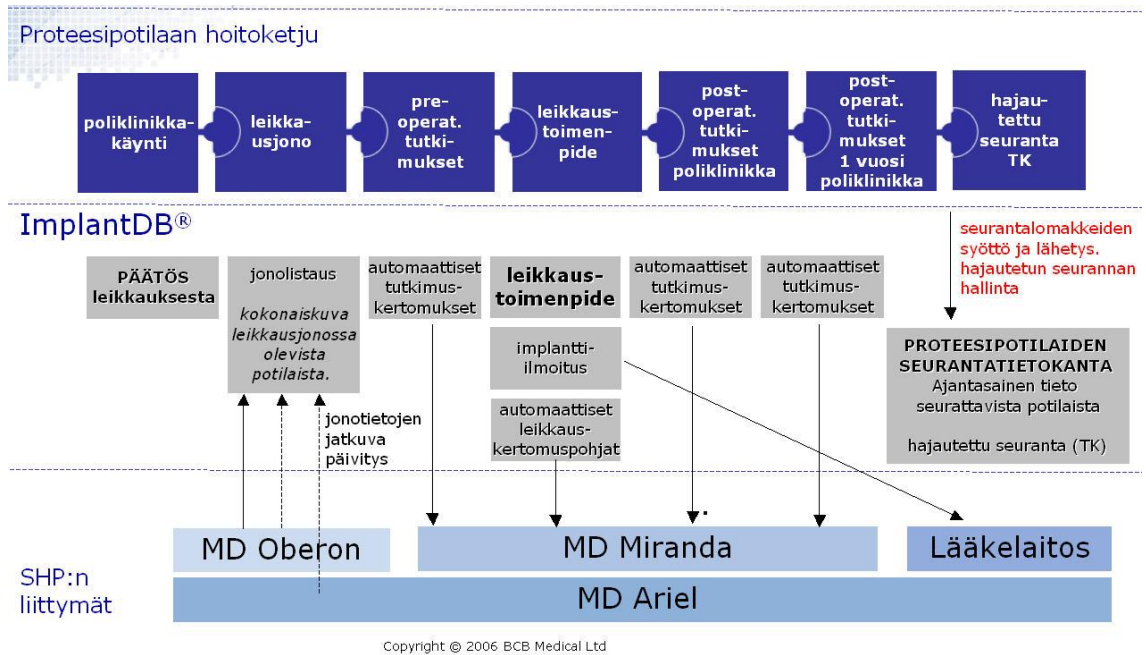 Proteesipotilaan hoitoketju
poliklinikka-
käynti
leikka-
usjono
pre-
operat.
tutki-
mukset
leikkaus-
toimen-
pide
post-
operat.
tutki-
mukset
poliklinikka
post-
operat.
tutki-
mukset
1 vuosi
poliklinikka
hajau-
tettu
seuranta
TK
ImplantDB®
PÄÄTÖS
leikkauksesta
jonolistaus
kokonaiskuva
leikkausjonossa
olevista
potilaista.
automaattiset
tutkimus-
kertomukset
leikkaus-
toimenpide
implantti-
ilmoitus
automaattiset
leikkaus-
kertomuspohjat
automaattiset
tutkimus-
kertomukset
automaattiset
tutkimus-
kertomukset
seurantalomakkeiden
syöttö ja lähetys.
hajautetun seurannan
hallinta
PROTEESIPOTILAIDEN
SEURANTATIETOKANTA
Ajantasainen tieto
seurattavista potilaista
hajautettu seuranta (TK)
jonotietojen
jatkuva
päivitys
MD Oberon
MD Miranda
Lääkelaitos
SHP:n
liittymät
MD Ariel
Copyright © 2006 BCB Medical Ltd